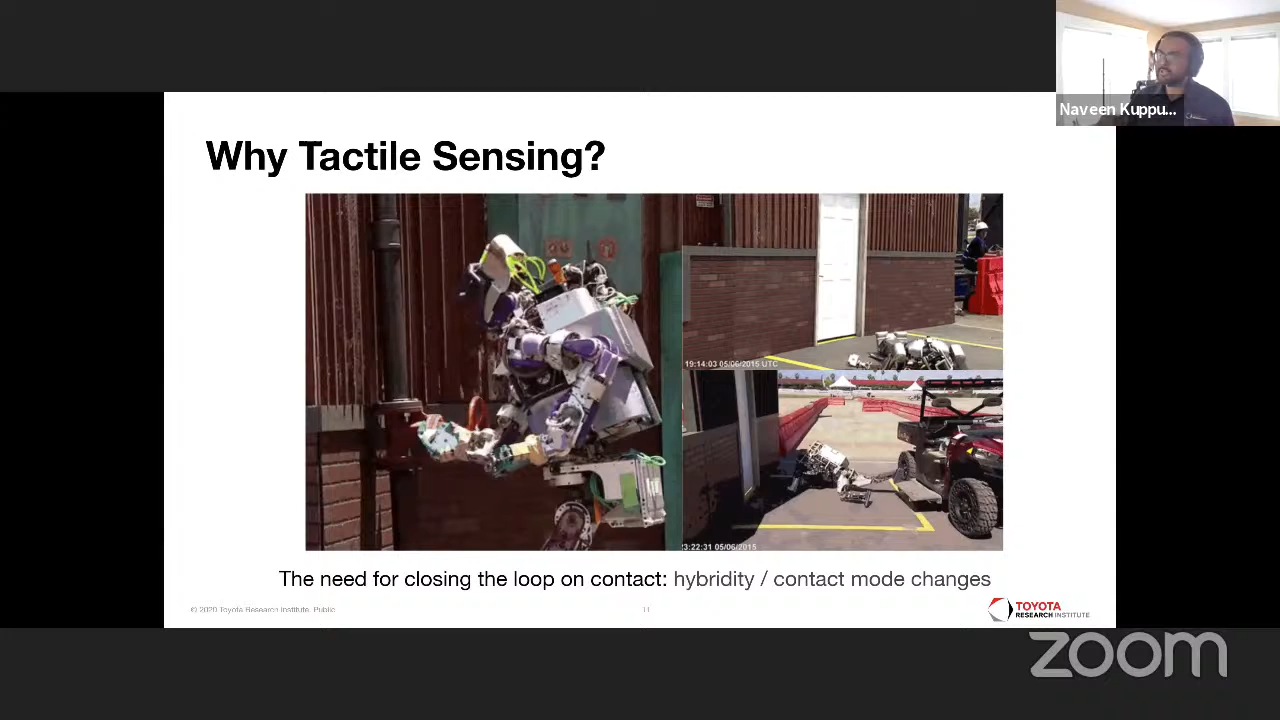 Naveen Kuppu...
Why Tactile Sensing?
19:14:03 05/06/2015 UTC
3:22:31 05/06/2015
The need for closing the loop on contact: hybridity / contact mode changes
© 2020 Toyota Research Institute, Public
11
TOYOTA
RESEARCH INSTITUTE
zoom